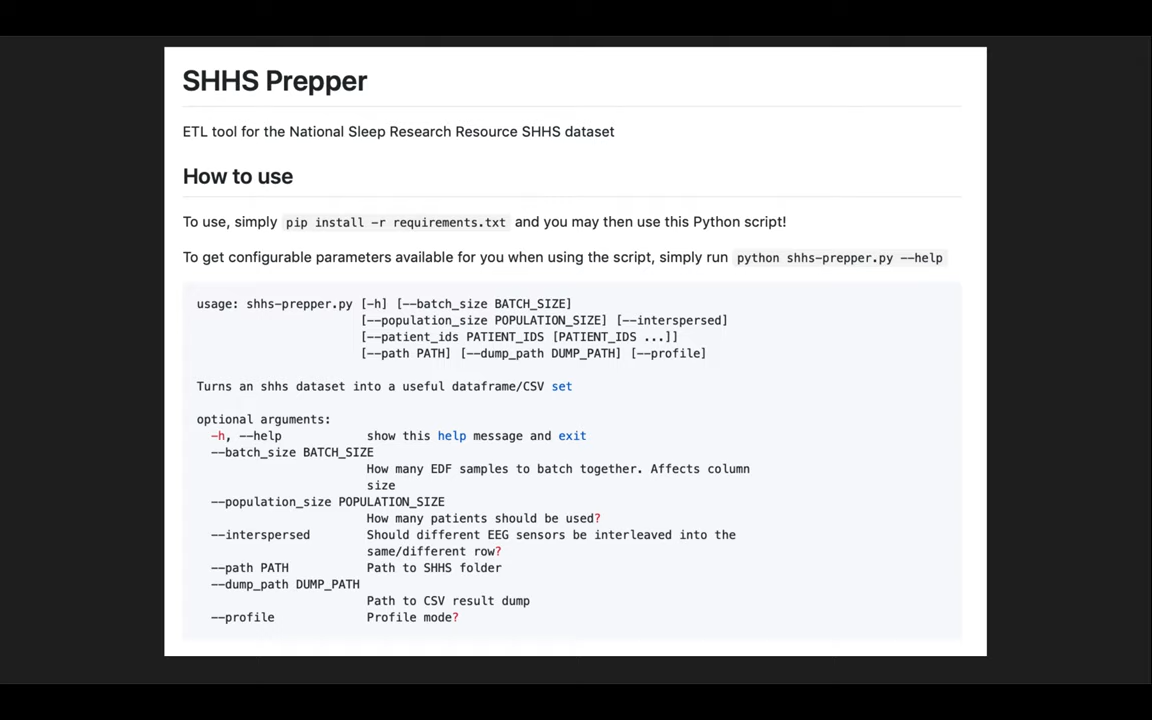 SHHS Prepper
ETL tool for the National Sleep Research Resource SHHS dataset
How to use
To use, simply pip install -r requirements.txt and you may then use this Python script!
To get configurable parameters available for you when using the script, simply run python shhs-prepper.py --help
usage: shhs-prepper.py [-h] [--batch_size BATCH_SIZE]
[--population_size POPULATION_SIZE] [--interspersed]
[--patient_ids PATIENT_IDS [PATIENT_IDS ...]]
[--path PATH] [--dump_path DUMP_PATH] [--profile]
Turns an shhs dataset into a useful dataframe/CSV set
optional arguments:
-h, --help show this help message and exit
--batch_size BATCH_SIZE
How many EDF samples to batch together. Affects column
size
--population_size POPULATION_SIZE
How many patients should be used?
--interspersed Should different EEG sensors be interleaved into the
same/different row?
--path PATH Path to SHHS folder
--dump_path DUMP_PATH
Path to CSV result dump
--profile Profile mode?